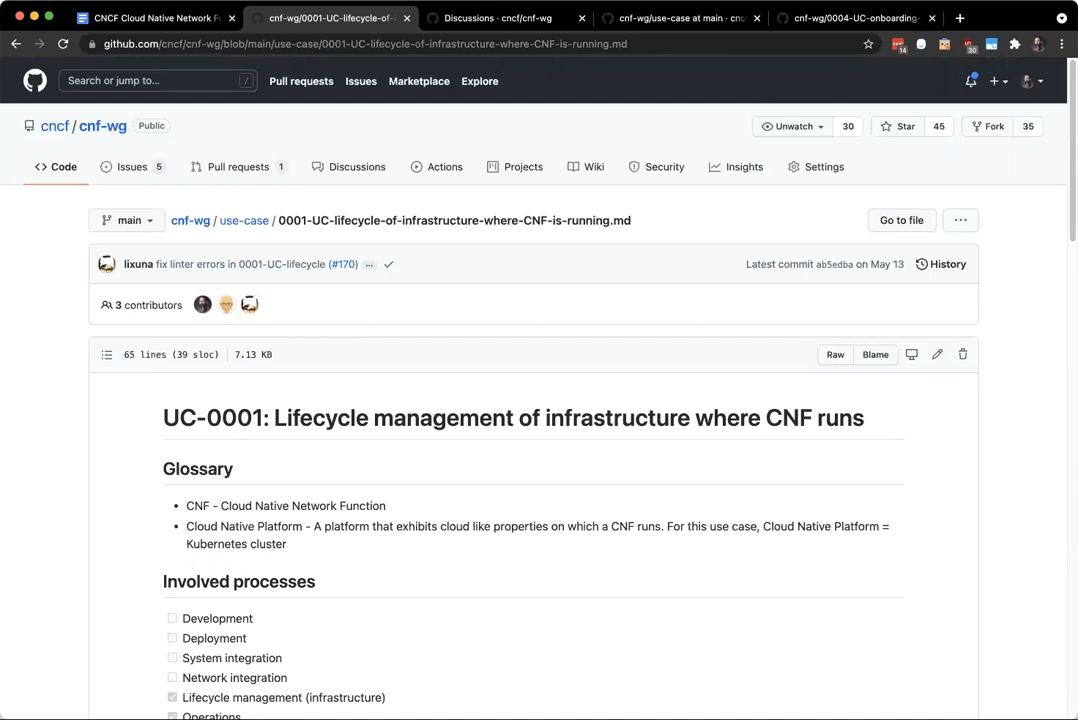 CNCF Cloud Native Network F
cnf-wg/0001-UC-lifecycle-of-
Discussions · cncf/cnf-wg
cnf-wg/use-case at main · cnc
cnf-wg/0004-UC-onboarding-
github.com/cncf/cnf-wg/blob/main/use-case/0001-UC-lifecycle-of-infrastructure-where-CNF-is-running.md
14
30
Search or jump to...
/
Pull requests
Issues
Marketplace
Explore
cncf / cnf-wg
Public
Unwatch
30
Star
45
Fork
35
Code
Issues 5
Pull requests 1
Discussions
Actions
Projects
Wiki
Security
Insights
Settings
main
cnf-wg / use-case / 0001-UC-lifecycle-of-infrastructure-where-CNF-is-running.md
Go to file
...
lixuna fix linter errors in 0001-UC-lifecycle (#170) ...
Latest commit ab5edba on May 13
History
3 contributors
65 lines (39 sloc)
7.13 KB
Raw
Blame
UC-0001: Lifecycle management of infrastructure where CNF runs
Glossary
• CNF - Cloud Native Network Function
• Cloud Native Platform - A platform that exhibits cloud like properties on which a CNF runs. For this use case, Cloud Native Platform =
Kubernetes cluster
Involved processes
Development
Deployment
System integration
Network integration
Lifecycle management (infrastructure)
Operations